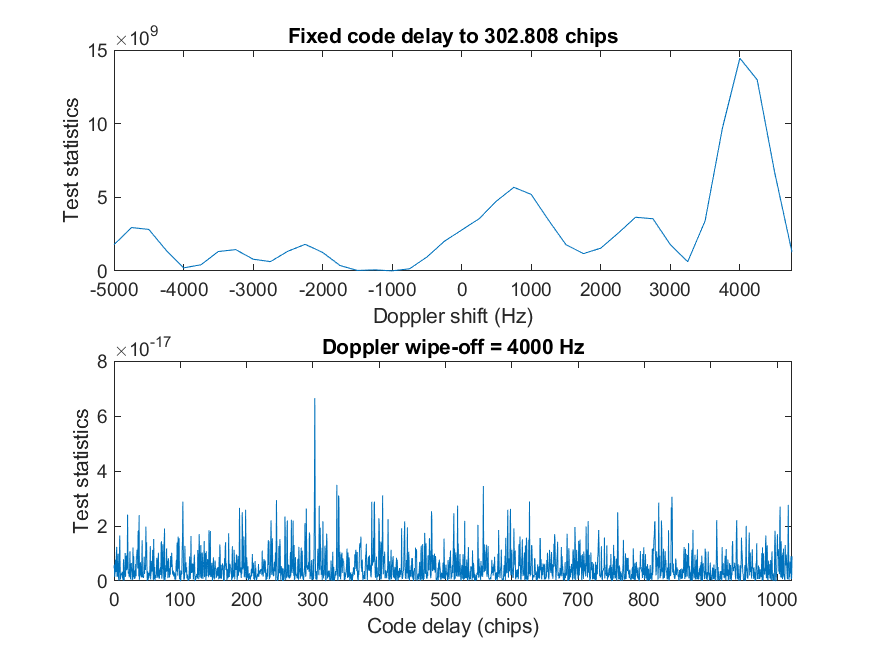 ×10^9
Fixed code delay to 302.808 chips
15
10
5
0
Test statistics
-5000 -4000 -3000 -2000 -1000 0 1000 2000 3000 4000
Doppler shift (Hz)
×10^-17
Doppler wipe-off = 4000 Hz
8
6
4
2
0
Test statistics
0 100 200 300 400 500 600 700 800 900 1000
Code delay (chips)